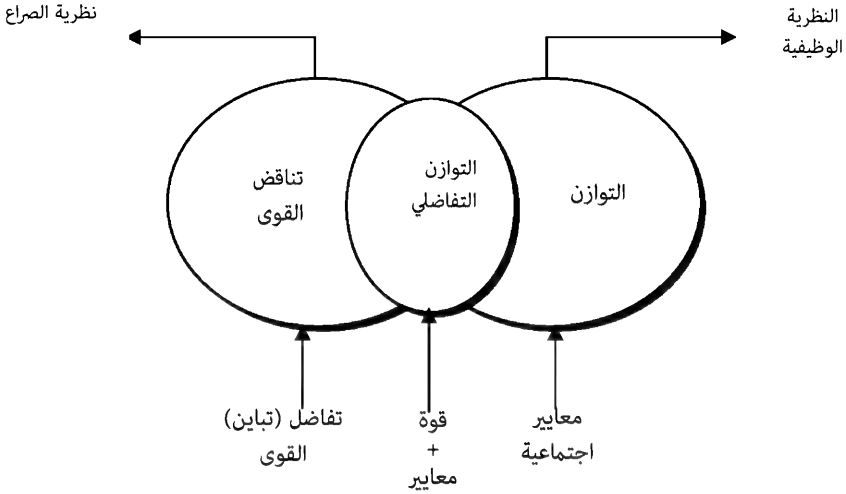 النظرية
الوظيفية
نظرية الصراع
التوازن
التوازن
التفاضلي
تناقض
القوى
معايير
اجتماعية
قوة
+
معايير
تفاضل (تباين)
القوى